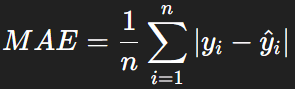 MAE = \frac{1}{n} \sum_{i=1}^{n} |y_i - \hat{y}_i|